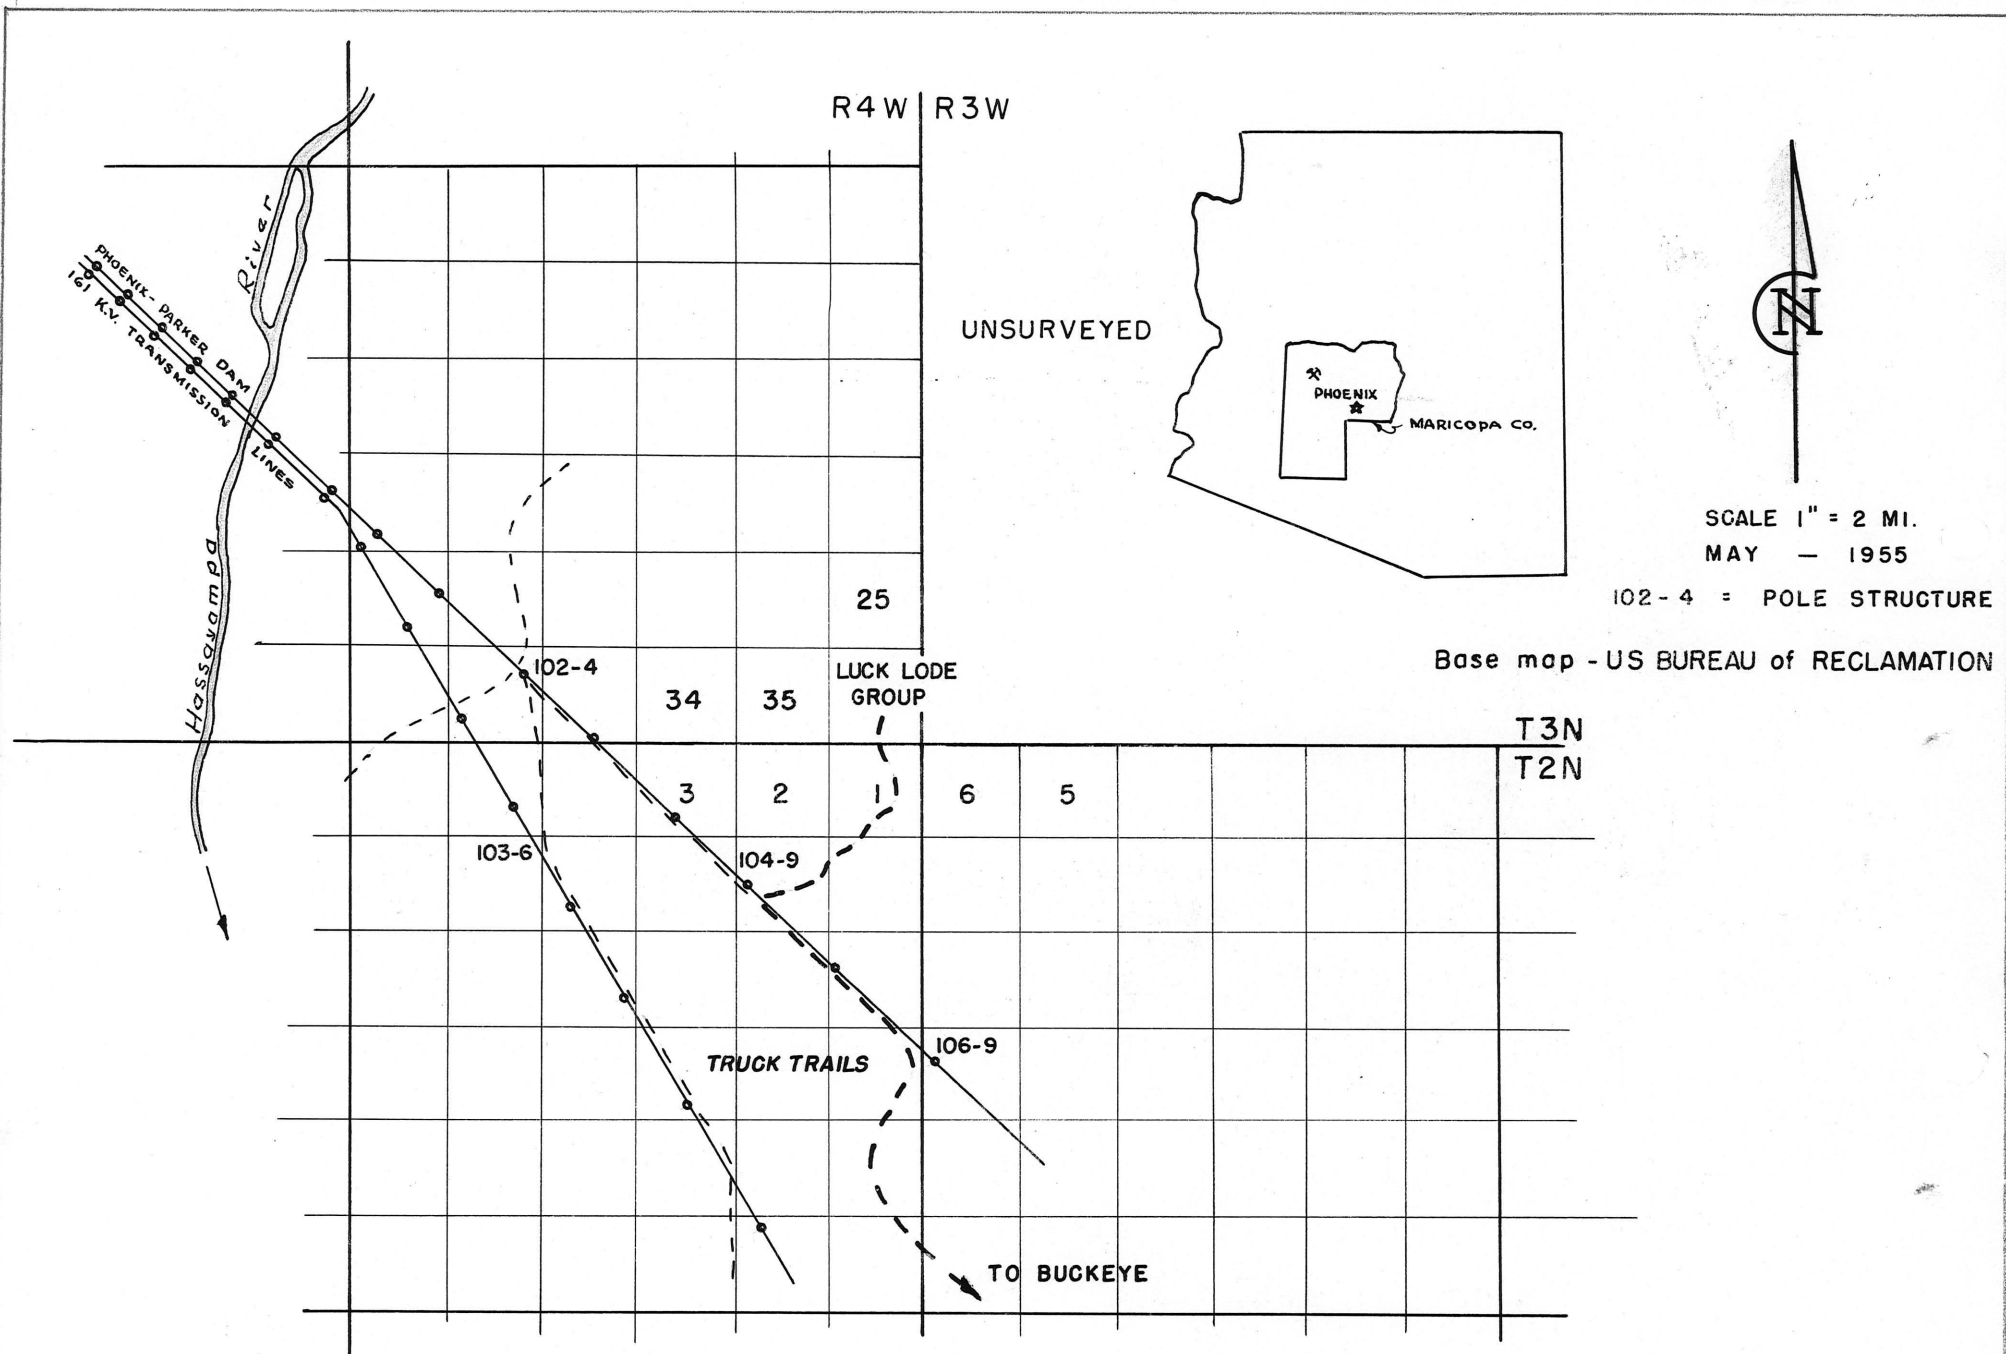 R4W R3W
River
PHOENIX-PARKER DAM
161 K.V. TRANSMISSION LINES
UNSURVEYED
PHOENIX
MARICOPA CO.
N
SCALE 1" = 2 MI.
MAY — 1955
102-4 = POLE STRUCTURE
Base map - US BUREAU of RECLAMATION
Hassayampa
25
102-4
34 35
LUCK LODE
GROUP
T3N
T2N
3 2 1 6 5
103-6
104-9
106-9
TRUCK TRAILS
TO BUCKEYE